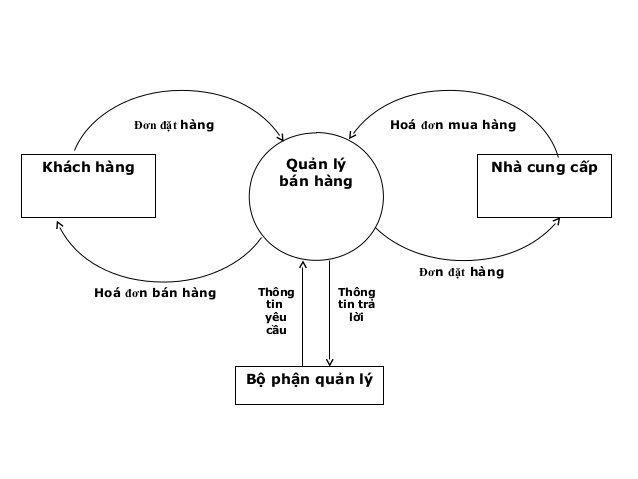 Đơn đặt hàng
Hoá đơn mua hàng
Khách hàng
Quản lý
bán hàng
Nhà cung cấp
Đơn đặt hàng
Hoá đơn bán hàng
Thông
tin
yêu
cầu
Thông
tin trả
lời
Bộ phận quản lý